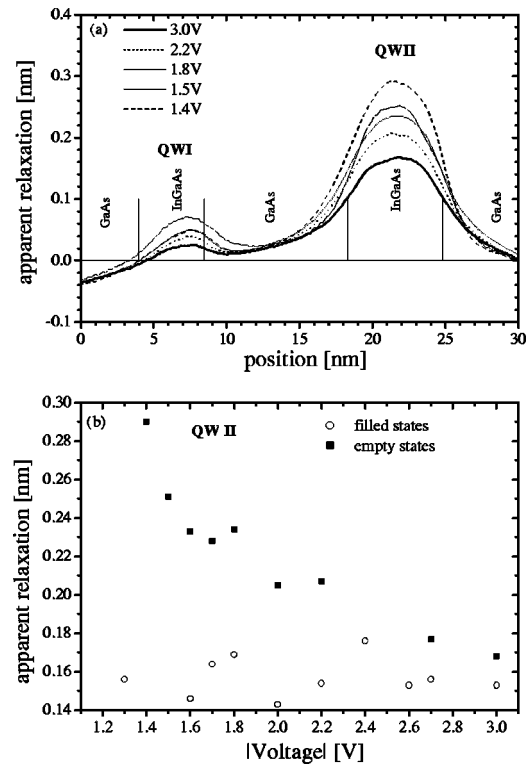 (a)
3.0V
2.2V
1.8V
1.5V
1.4V
QWI
QWII
GaAs
InGaAs
GaAs
InGaAs
GaAs
0.4
0.3
0.2
0.1
0.0
-0.1
apparent relaxation [nm]
0 5 10 15 20 25 30
position [nm]
(b)
QW II
filled states
empty states
0.30
0.28
0.26
0.24
0.22
0.20
0.18
0.16
0.14
apparent relaxation [nm]
1.2 1.4 1.6 1.8 2.0 2.2 2.4 2.6 2.8 3.0
|Voltage| [V]